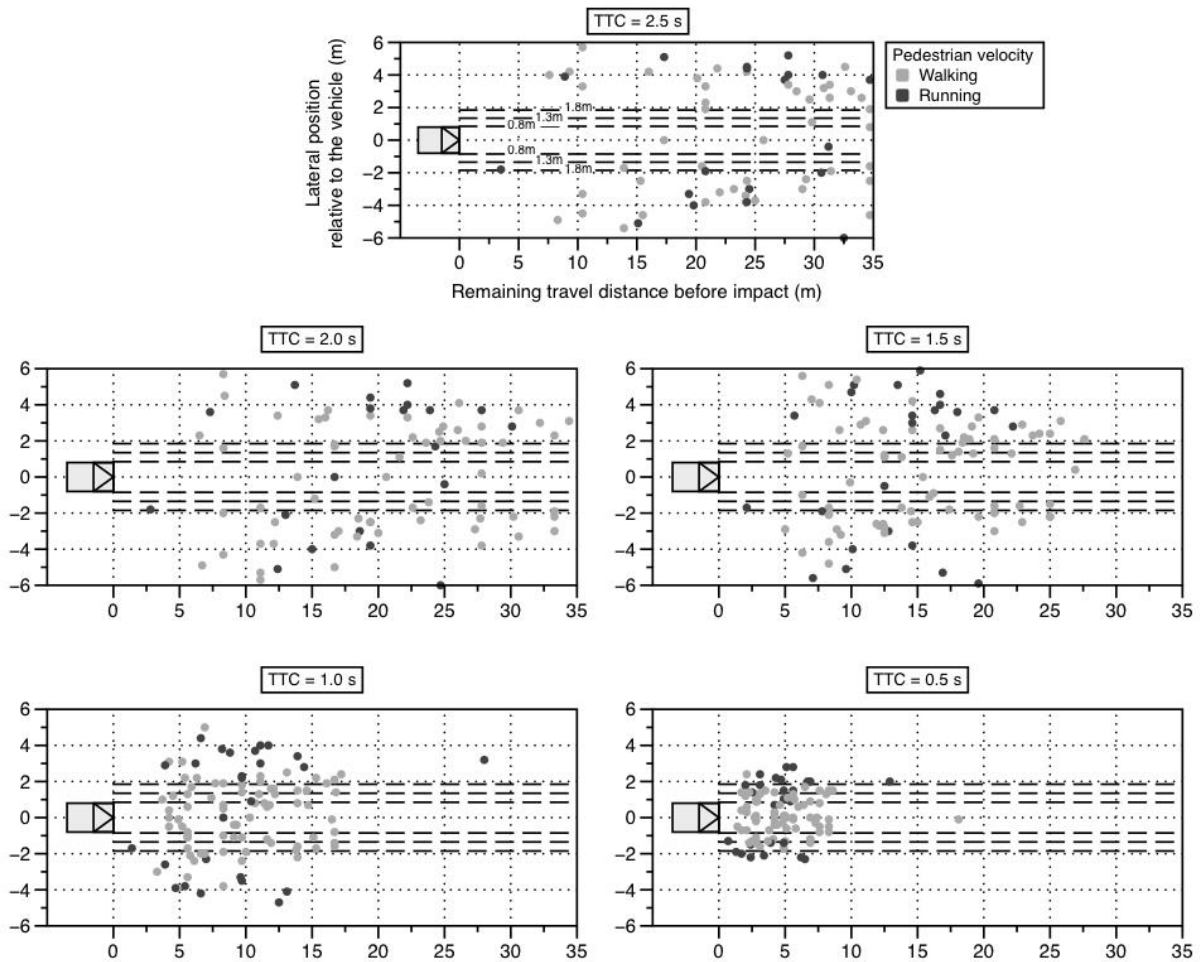 TTC = 2.5 s
Pedestrian velocity
Walking
Running
Lateral position
relative to the vehicle (m)
6
4
2
0
−2
−4
−6
1.8m
1.3m
0.8m
0.8m
1.3m
1.8m
0 5 10 15 20 25 30 35
Remaining travel distance before impact (m)
TTC = 2.0 s
6
4
2
0
−2
−4
−6
0 5 10 15 20 25 30 35
TTC = 1.5 s
6
4
2
0
−2
−4
−6
0 5 10 15 20 25 30 35
TTC = 1.0 s
6
4
2
0
−2
−4
−6
0 5 10 15 20 25 30 35
TTC = 0.5 s
6
4
2
0
−2
−4
−6
0 5 10 15 20 25 30 35